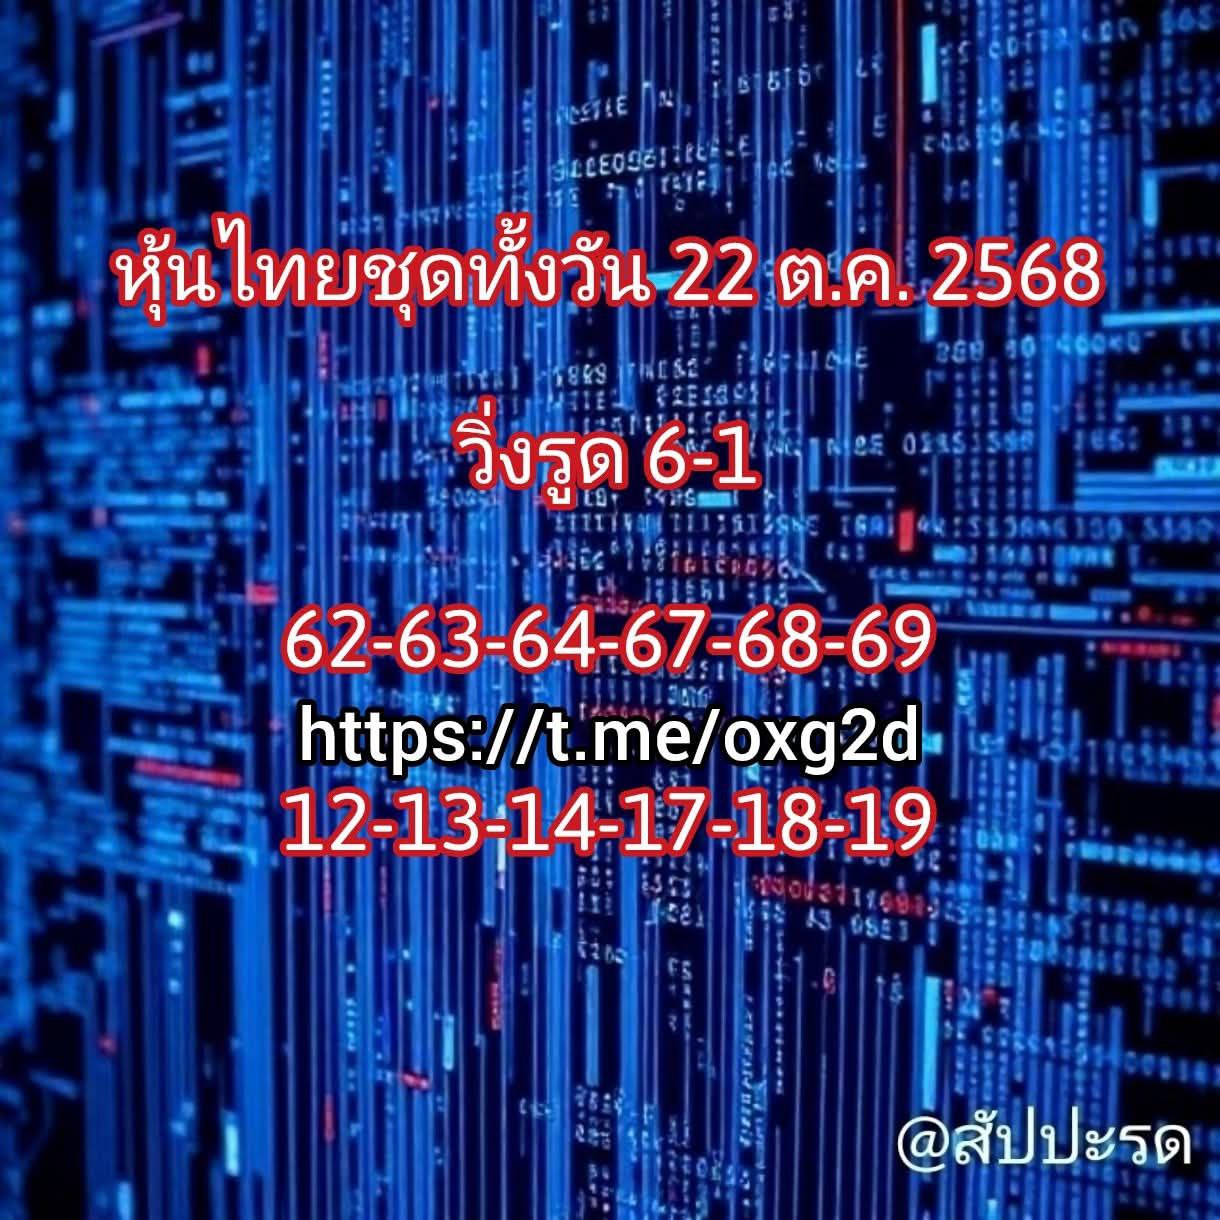 หุ้นไทยชุดทั้งวัน 22 ต.ค. 2568
วิ่งรูด 6-1
62-63-64-67-68-69
https://t.me/oxg2d
12-13-14-17-18-19
@สัปปะรด